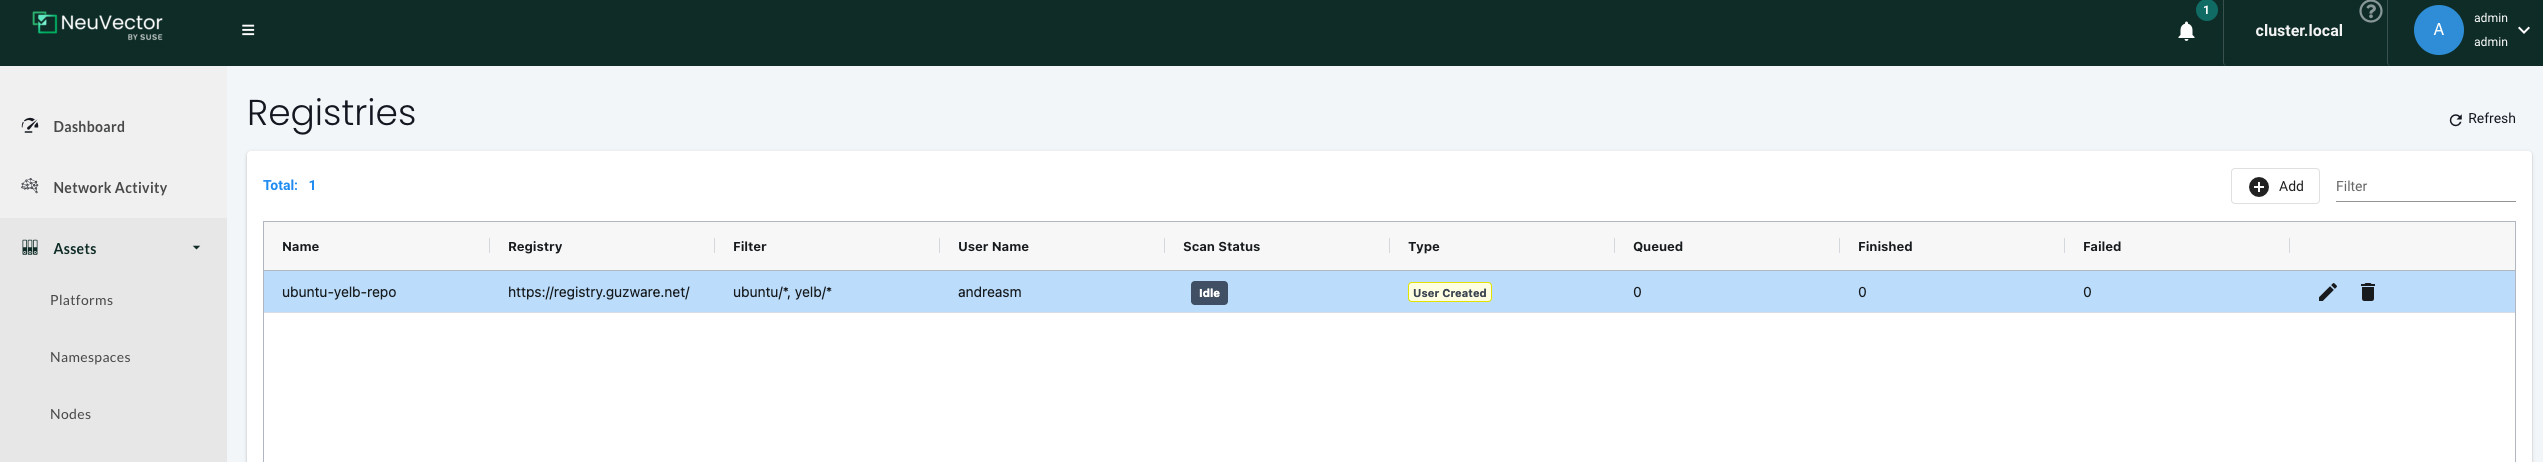 NeuVector
BY SUSE
1
cluster.local
?
A
admin
admin
Dashboard
Network Activity
Assets
Platforms
Namespaces
Nodes
Registries
Refresh
Total: 1
Add
Filter
Name Registry Filter User Name Scan Status Type Queued Finished Failed
ubuntu-yelb-repo https://registry.guzware.net/ ubuntu/*, yelb/* andreasm Idle User Created 0 0 0